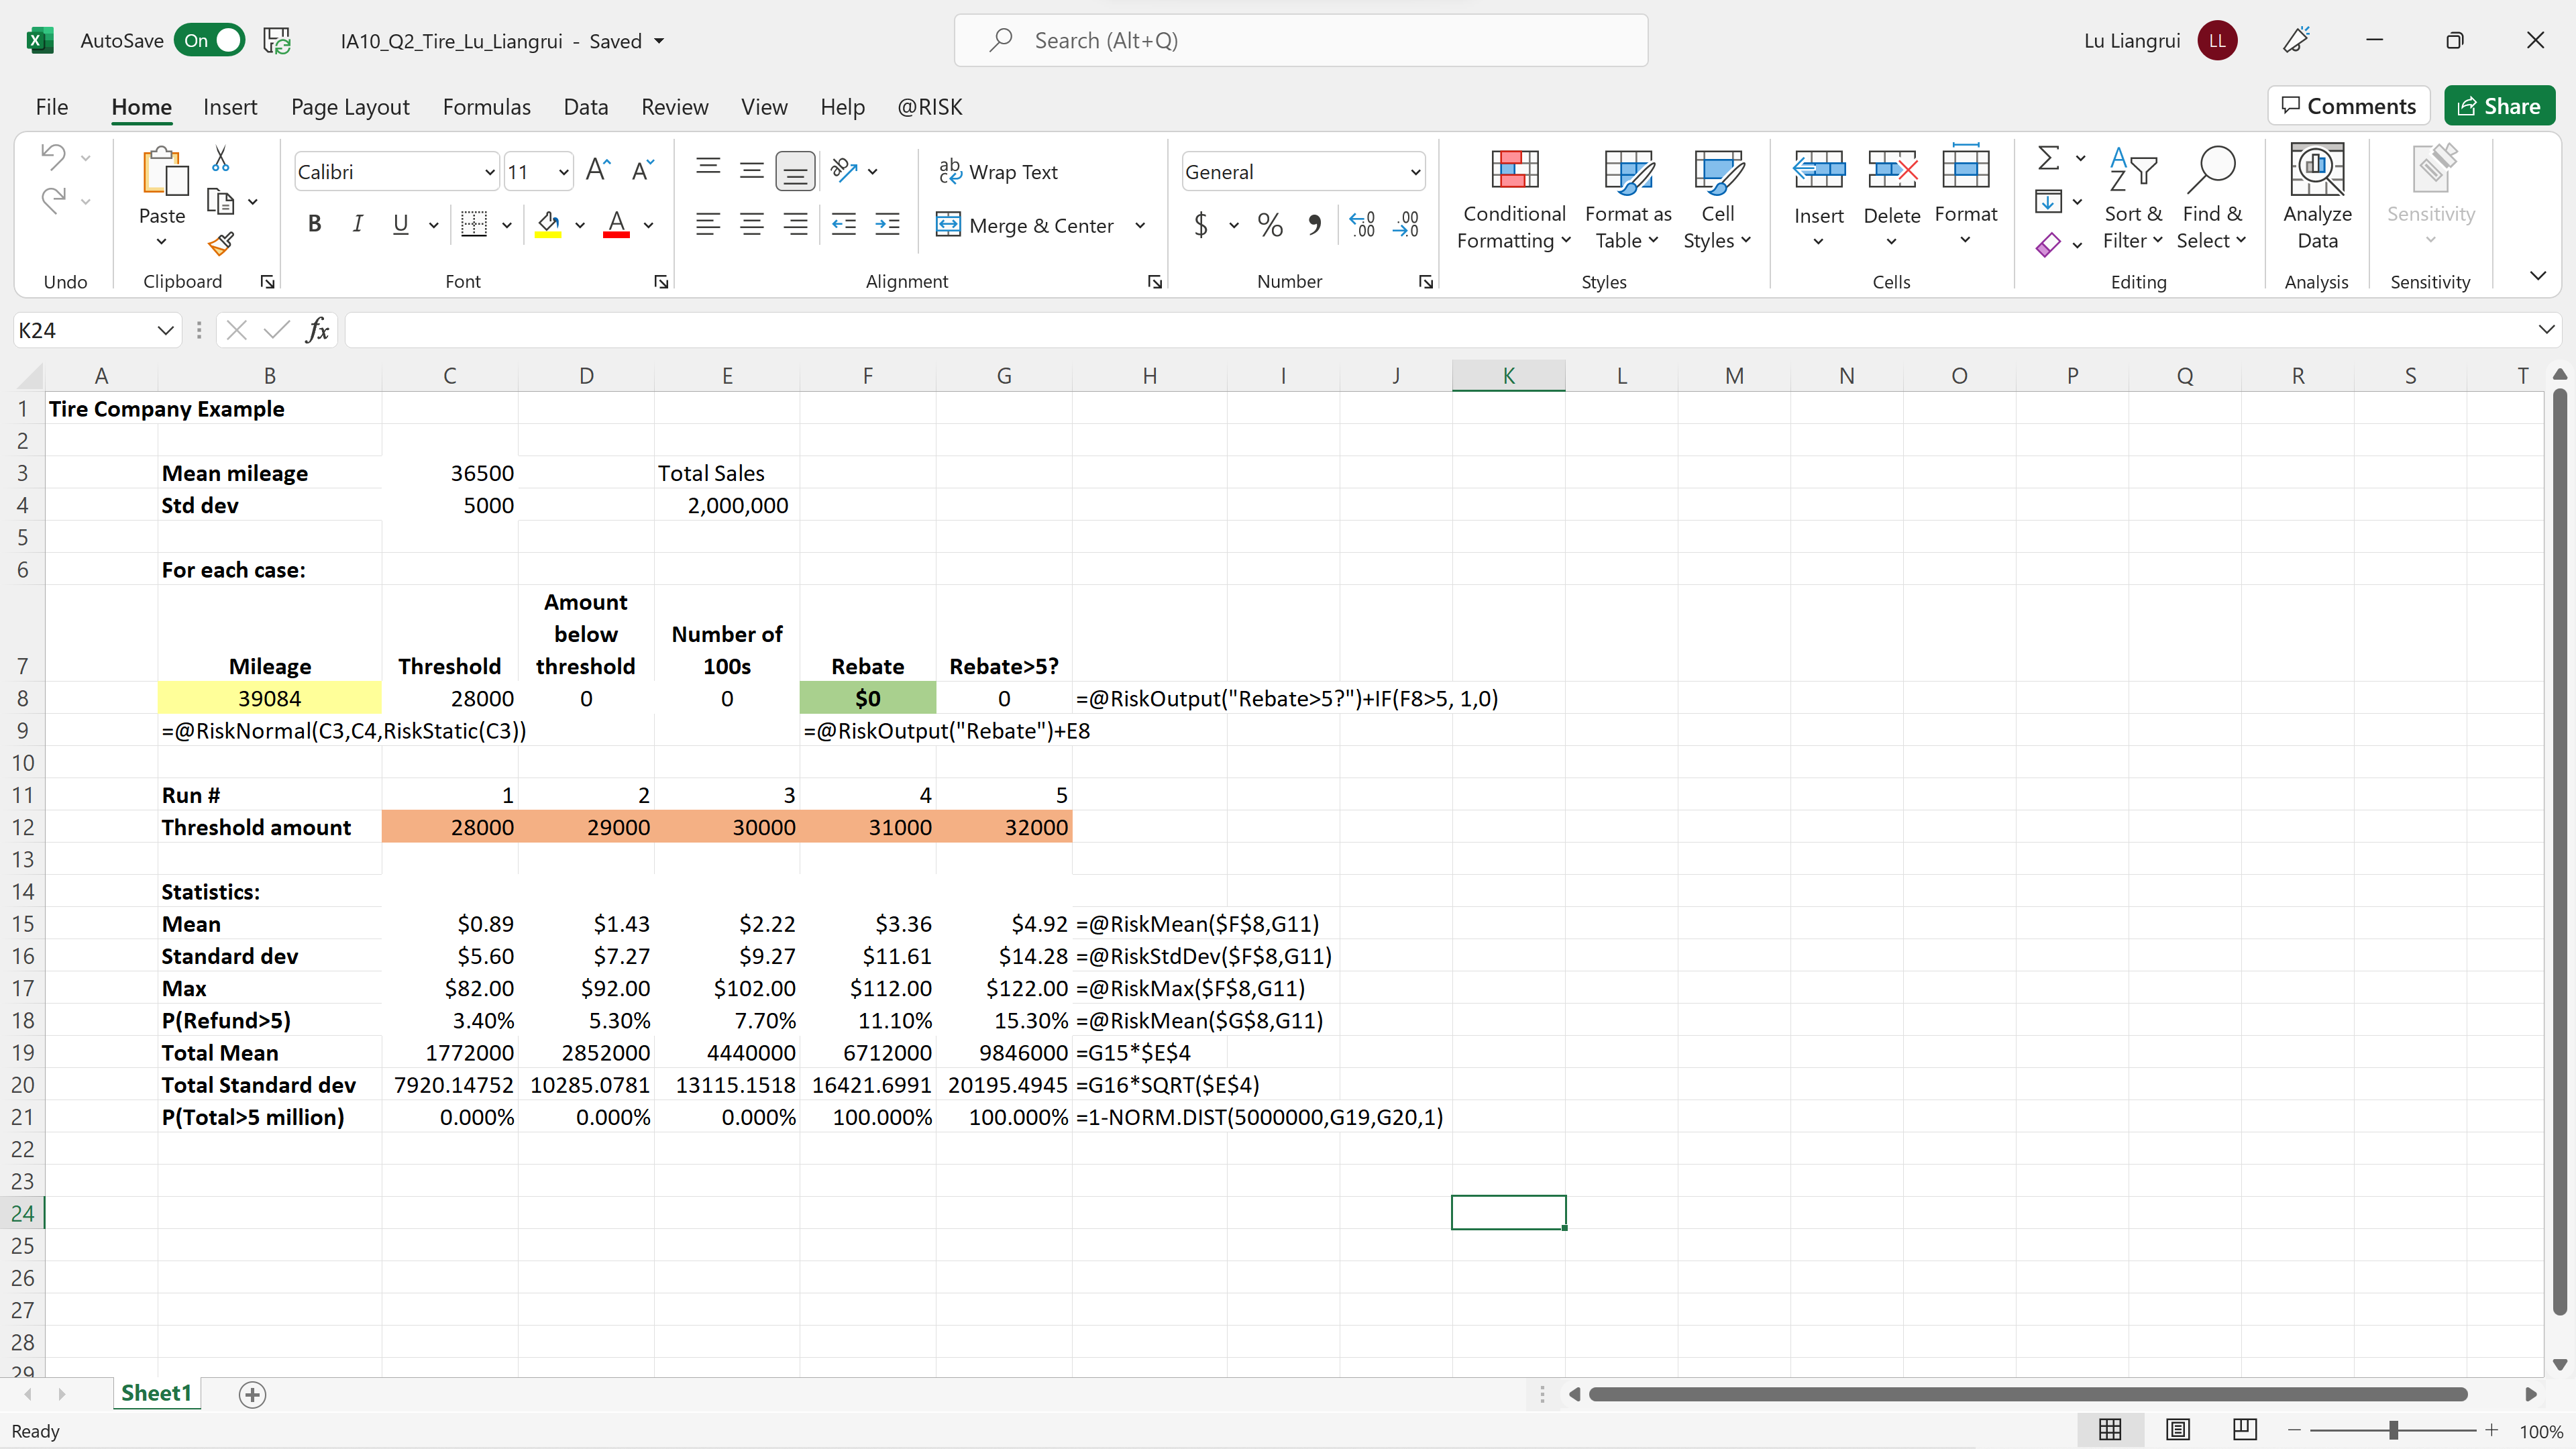 AutoSave On IA10_Q2_Tire_Lu_Liangrui - Saved Search (Alt+Q) Lu Liangrui LL
File Home Insert Page Layout Formulas Data Review View Help @RISK Comments Share
Paste Calibri 11 Wrap Text General Conditional Formatting Format as Table Cell Styles Insert Delete Format Sort & Filter Find & Select Analyze Data Sensitivity
B I U A Merge & Center $ % 9
Undo Clipboard Font Alignment Number Styles Cells Editing Analysis Sensitivity
K24 fx
A B C D E F G H I J K L M N O P Q R S T
1 Tire Company Example
2
3 Mean mileage 36500 Total Sales
4 Std dev 5000 2,000,000
5
6 For each case:
7 Mileage Threshold Amount below threshold Number of 100s Rebate Rebate>5?
8 39084 28000 0 0 $0 0 =@RiskOutput("Rebate>5?")+IF(F8>5, 1,0)
9 =@RiskNormal(C3,C4,RiskStatic(C3)) =@RiskOutput("Rebate")+E8
10
11 Run # 1 2 3 4 5
12 Threshold amount 28000 29000 30000 31000 32000
13
14 Statistics:
15 Mean $0.89 $1.43 $2.22 $3.36 $4.92 =@RiskMean($F$8,G11)
16 Standard dev $5.60 $7.27 $9.27 $11.61 $14.28 =@RiskStdDev($F$8,G11)
17 Max $82.00 $92.00 $102.00 $112.00 $122.00 =@RiskMax($F$8,G11)
18 P(Refund>5) 3.40% 5.30% 7.70% 11.10% 15.30% =@RiskMean($G$8,G11)
19 Total Mean 1772000 2852000 4440000 6712000 9846000 =G15*$E$4
20 Total Standard dev 7920.14752 10285.0781 13115.1518 16421.6991 20195.4945 =G16*SQRT($E$4)
21 P(Total>5 million) 0.000% 0.000% 0.000% 100.000% 100.000% =1-NORM.DIST(5000000,G19,G20,1)
22
23
24
25
26
27
28
29
Sheet1
Ready 100%